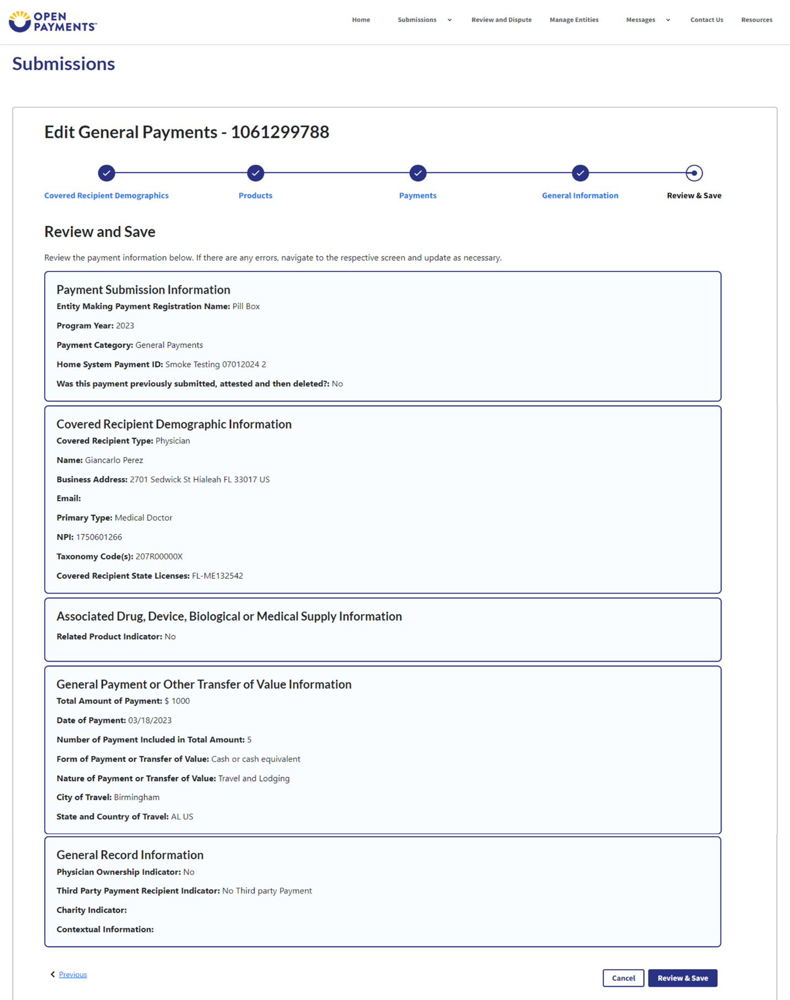 OPEN
PAYMENTS™
Home Submissions Review and Dispute Manage Entities Messages Contact Us Resources
Submissions
Edit General Payments - 1061299788
Covered Recipient Demographics Products Payments General Information Review & Save
Review and Save
Review the payment information below. If there are any errors, navigate to the respective screen and update as necessary.
Payment Submission Information
Entity Making Payment Registration Name: Pill Box
Program Year: 2023
Payment Category: General Payments
Home System Payment ID: Smoke Testing 07012024 2
Was this payment previously submitted, attested and then deleted?: No
Covered Recipient Demographic Information
Covered Recipient Type: Physician
Name: Giancarlo Perez
Business Address: 2701 Sedwick St Hialeah FL 33017 US
Email:
Primary Type: Medical Doctor
NPI: 1750601266
Taxonomy Code(s): 207R00000X
Covered Recipient State Licenses: FL-ME132542
Associated Drug, Device, Biological or Medical Supply Information
Related Product Indicator: No
General Payment or Other Transfer of Value Information
Total Amount of Payment: $ 1000
Date of Payment: 03/18/2023
Number of Payment Included in Total Amount: 5
Form of Payment or Transfer of Value: Cash or cash equivalent
Nature of Payment or Transfer of Value: Travel and Lodging
City of Travel: Birmingham
State and Country of Travel: AL US
General Record Information
Physician Ownership Indicator: No
Third Party Payment Recipient Indicator: No Third party Payment
Charity Indicator:
Contextual Information:
Previous Cancel Review & Save